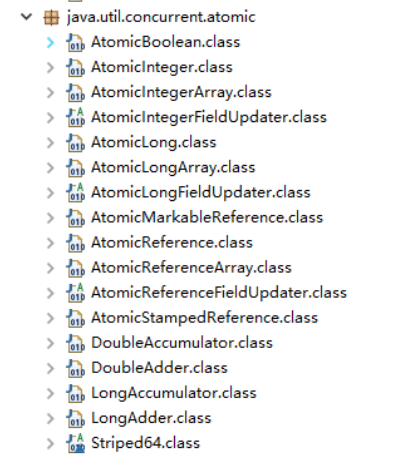 java.util.concurrent.atomic
AtomicBoolean.class
AtomicInteger.class
AtomicIntegerArray.class
AtomicIntegerFieldUpdater.class
AtomicLong.class
AtomicLongArray.class
AtomicLongFieldUpdater.class
AtomicMarkableReference.class
AtomicReference.class
AtomicReferenceArray.class
AtomicReferenceFieldUpdater.class
AtomicStampedReference.class
DoubleAccumulator.class
DoubleAdder.class
LongAccumulator.class
LongAdder.class
Striped64.class